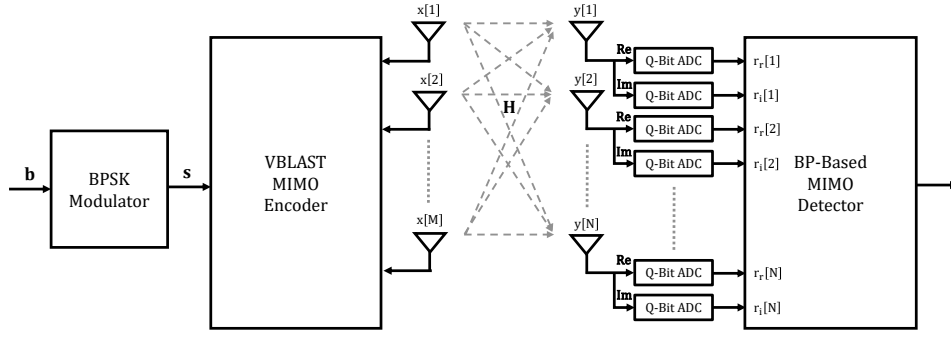 b
BPSK
Modulator
s
VBLAST
MIMO
Encoder
x[1]
x[2]
x[M]
H
y[1]
y[2]
y[N]
Re
Q-Bit ADC
r_r[1]
Im
Q-Bit ADC
r_i[1]
Re
Q-Bit ADC
r_r[2]
Im
Q-Bit ADC
r_i[2]
Re
Q-Bit ADC
r_r[N]
Im
Q-Bit ADC
r_i[N]
BP-Based
MIMO
Detector